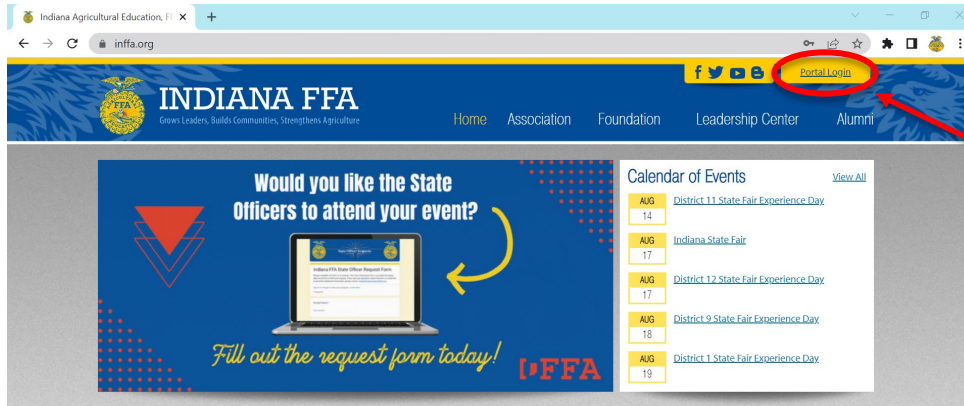 Indiana Agricultural Education, F
inffa.org
Portal Login
FFA
INDIANA FFA
Grows Leaders, Builds Communities, Strengthens Agriculture
Home Association Foundation Leadership Center Alumni
Would you like the State
Officers to attend your event?
Indiana FFA State Officer Request Form
Fill out the request form today!
FFA
Calendar of Events View All
AUG
14
District 11 State Fair Experience Day
AUG
17
Indiana State Fair
AUG
17
District 12 State Fair Experience Day
AUG
18
District 9 State Fair Experience Day
AUG
19
District 1 State Fair Experience Day